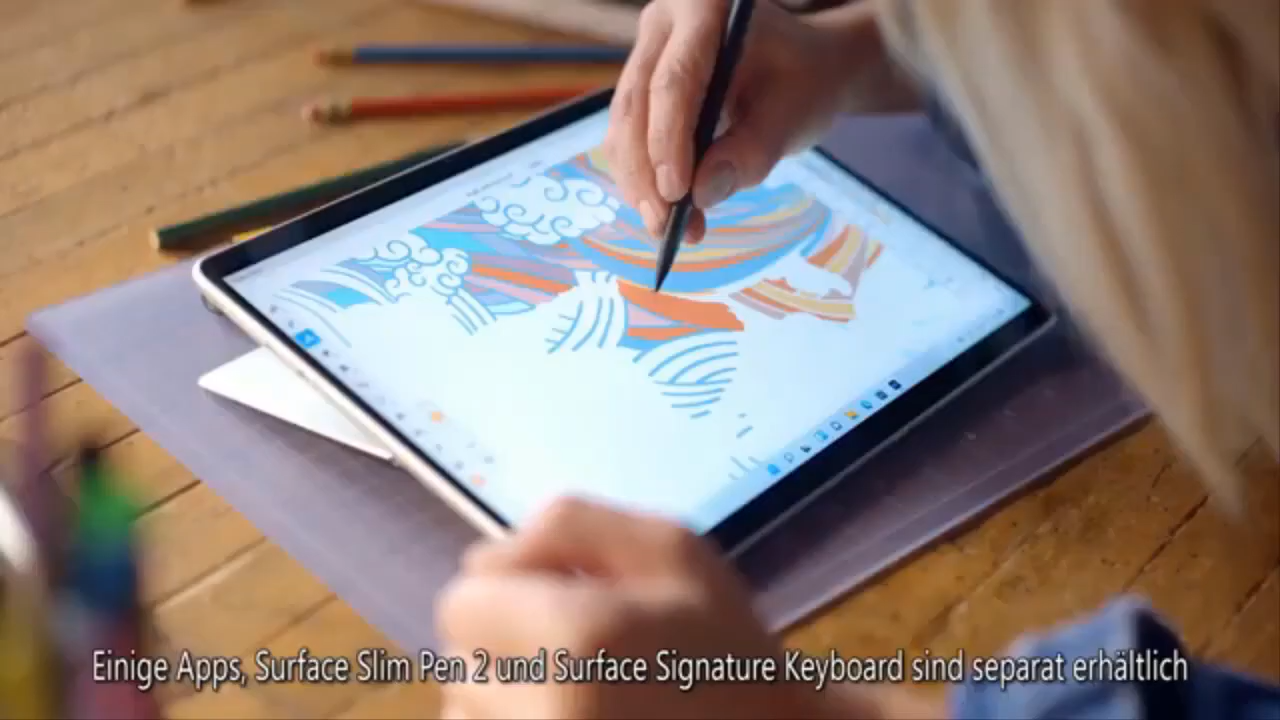 Einige Apps, Surface Slim Pen 2 und Surface Signature Keyboard sind separat erhältlich